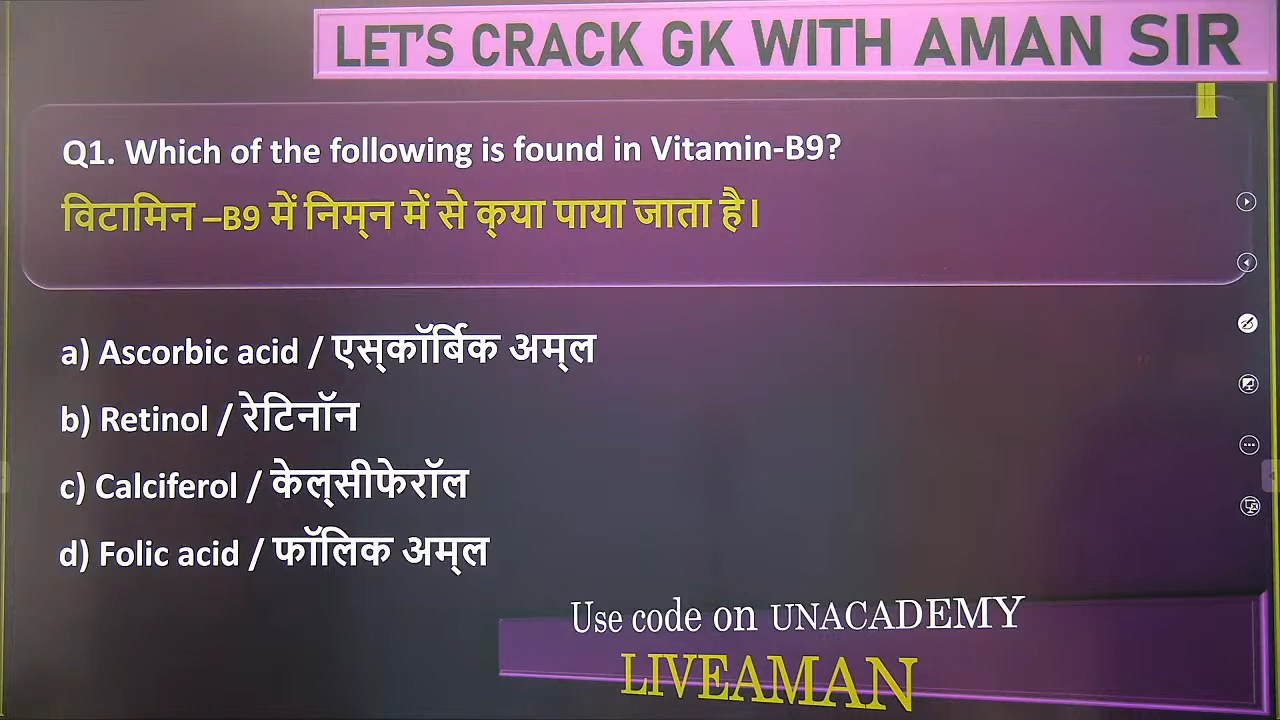 LET'S CRACK GK WITH AMAN SIR
Q1. Which of the following is found in Vitamin-B9?
विटामिन –B9 में निम्न में से क्या पाया जाता है।
a) Ascorbic acid / एस्कॉर्बिक अम्ल
b) Retinol / रेटिनॉन
c) Calciferol / केल्सीफेरॉल
d) Folic acid / फॉलिक अम्ल
Use code on UNACADEMY
LIVEAMAN